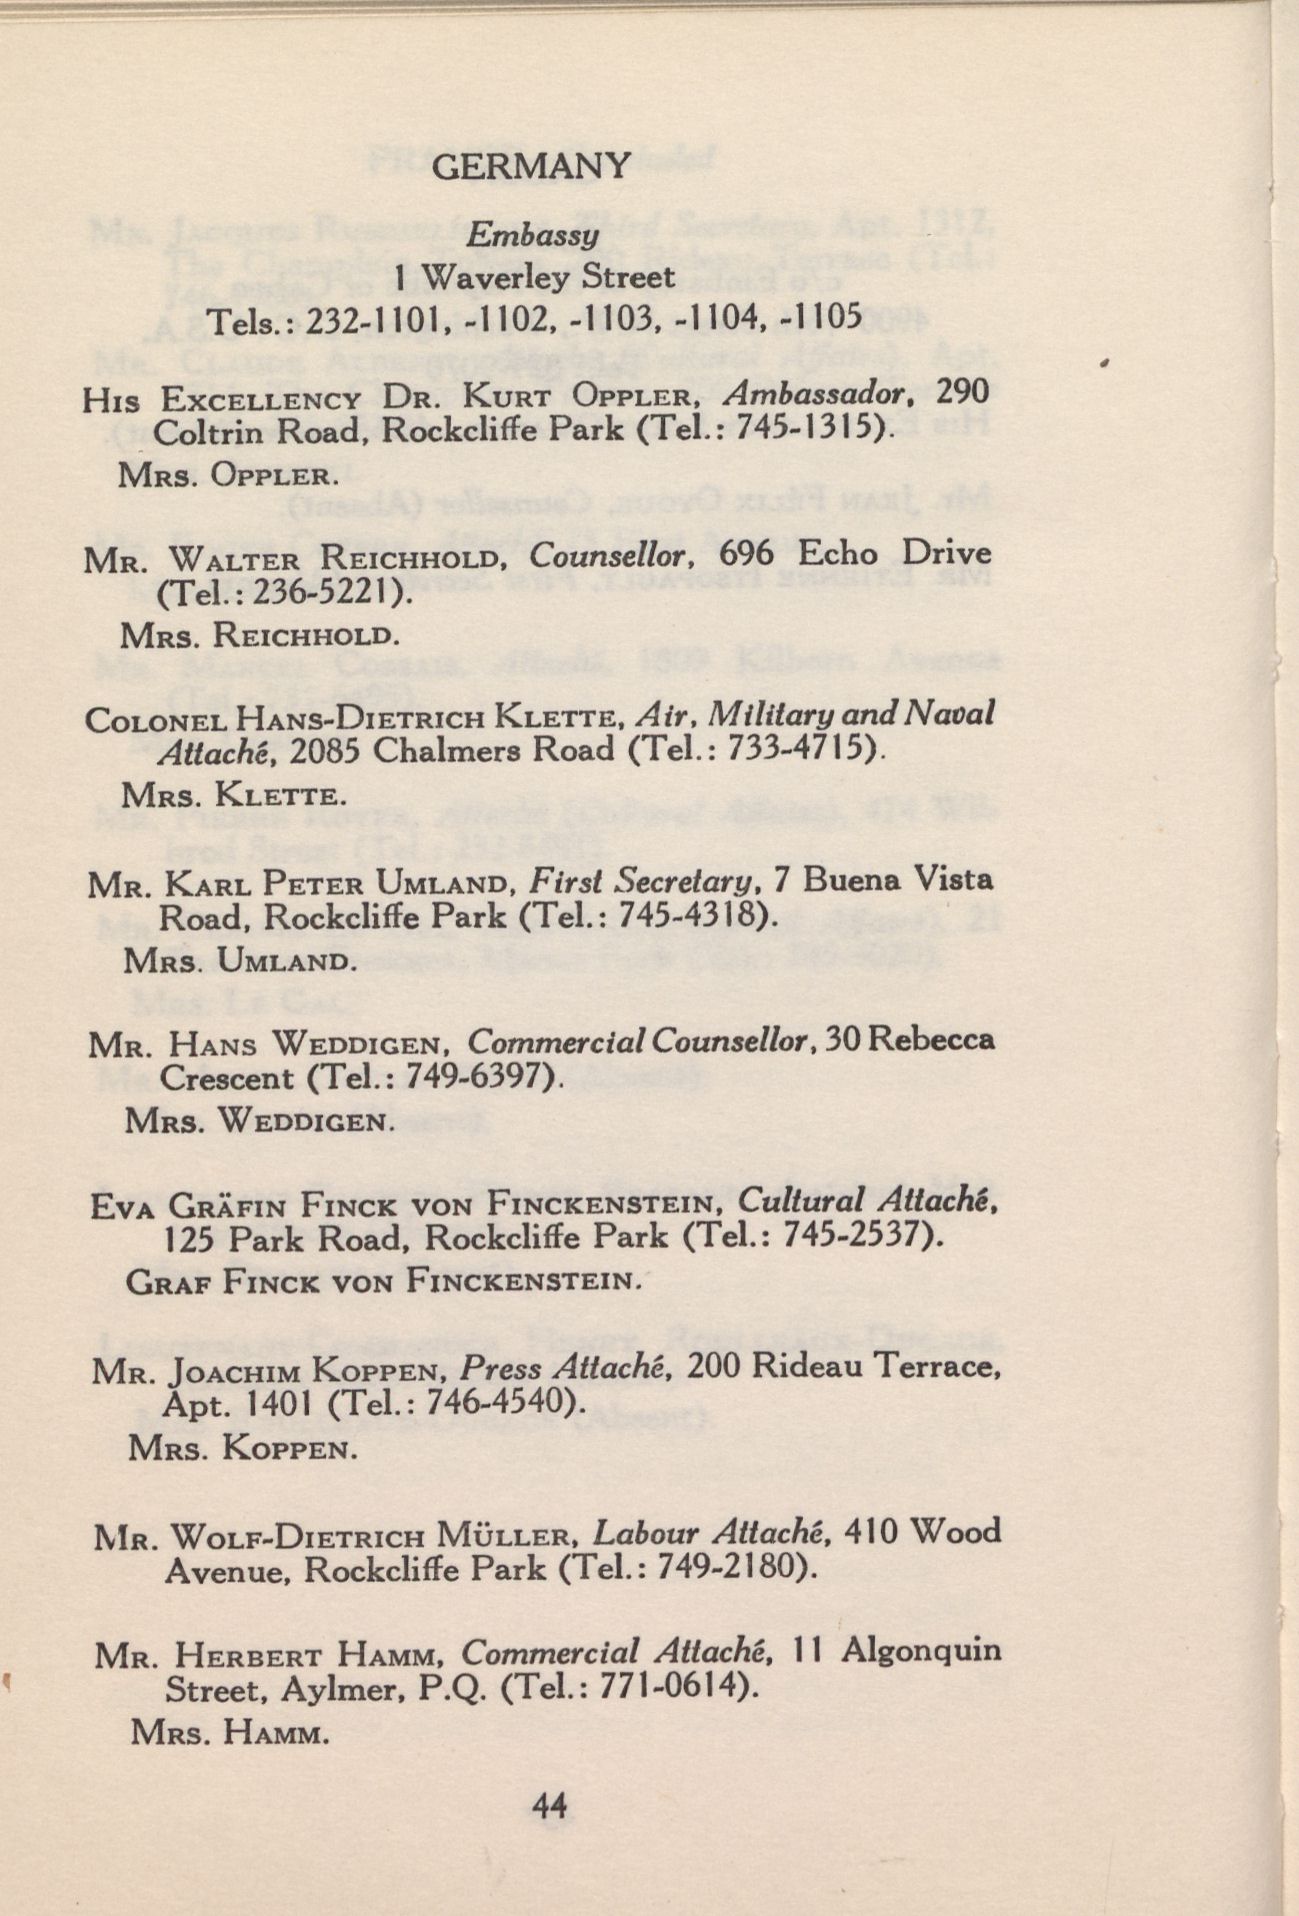 GERMANY
Embassy
1 Waverley Street
Tels.: 232-1101, -1102, -1103, -1104, -1105
HIS EXCELLENCY DR. KURT OPPLER, Ambassador, 290
Coltrin Road, Rockcliffe Park (Tel.: 745-1315).
MRS. OPPLER.
MR. WALTER REICHHOLD, Counsellor, 696 Echo Drive
(Tel.: 236-5221).
MRS. REICHHOLD.
COLONEL HANS-DIETRICH KLETTE, Air, Military and Naval
Attaché, 2085 Chalmers Road (Tel.: 733-4715).
MRS. KLETTE.
MR. KARL PETER UMLAND, First Secretary, 7 Buena Vista
Road, Rockcliffe Park (Tel.: 745-4318).
MRS. UMLAND.
MR. HANS WEDDIGEN, Commercial Counsellor, 30 Rebecca
Crescent (Tel.: 749-6397).
MRS. WEDDIGEN.
EVA GRÄFIN FINCK VON FINCKENSTEIN, Cultural Attaché,
125 Park Road, Rockcliffe Park (Tel.: 745-2537).
GRAF FINCK VON FINCKENSTEIN.
MR. JOACHIM KOPPEN, Press Attaché, 200 Rideau Terrace,
Apt. 1401 (Tel.: 746-4540).
MRS. KOPPEN.
MR. WOLF-DIETRICH MÜLLER, Labour Attaché, 410 Wood
Avenue, Rockcliffe Park (Tel.: 749-2180).
MR. HERBERT HAMM, Commercial Attaché, 11 Algonquin
Street, Aylmer, P.Q. (Tel.: 771-0614).
MRS. HAMM.
44